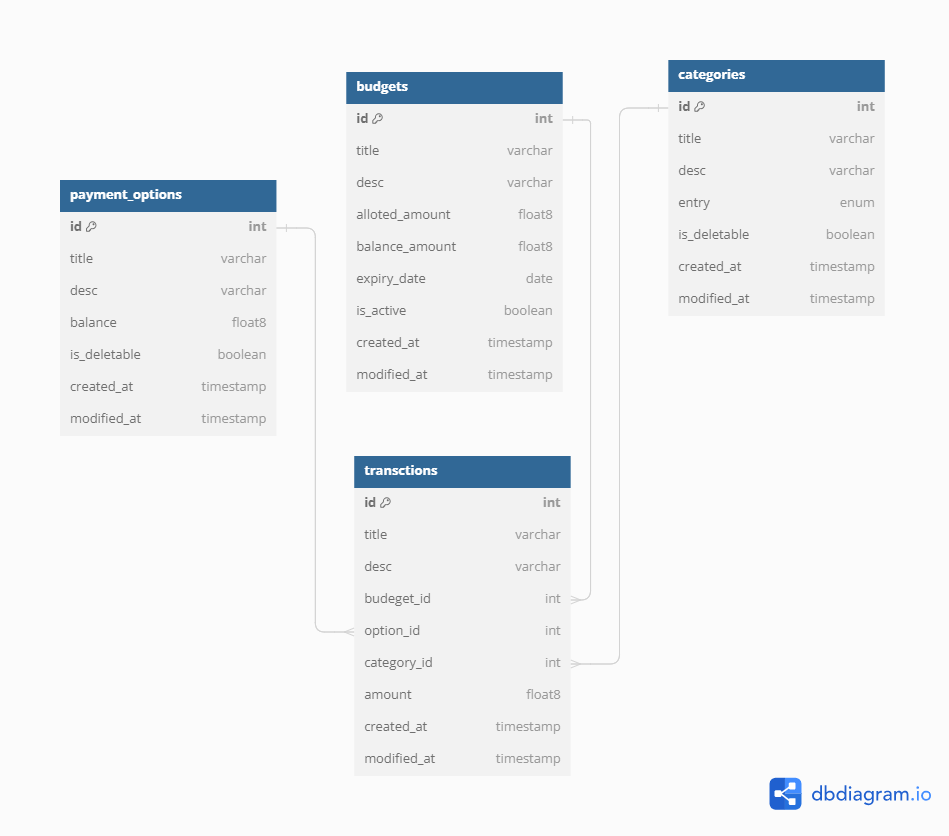 budgets
id int
title varchar
desc varchar
alloted_amount float8
balance_amount float8
expiry_date date
is_active boolean
created_at timestamp
modified_at timestamp
categories
id int
title varchar
desc varchar
entry enum
is_deletable boolean
created_at timestamp
modified_at timestamp
payment_options
id int
title varchar
desc varchar
balance float8
is_deletable boolean
created_at timestamp
modified_at timestamp
transctions
id int
title varchar
desc varchar
budeget_id int
option_id int
category_id int
amount float8
created_at timestamp
modified_at timestamp
dbdiagram.io